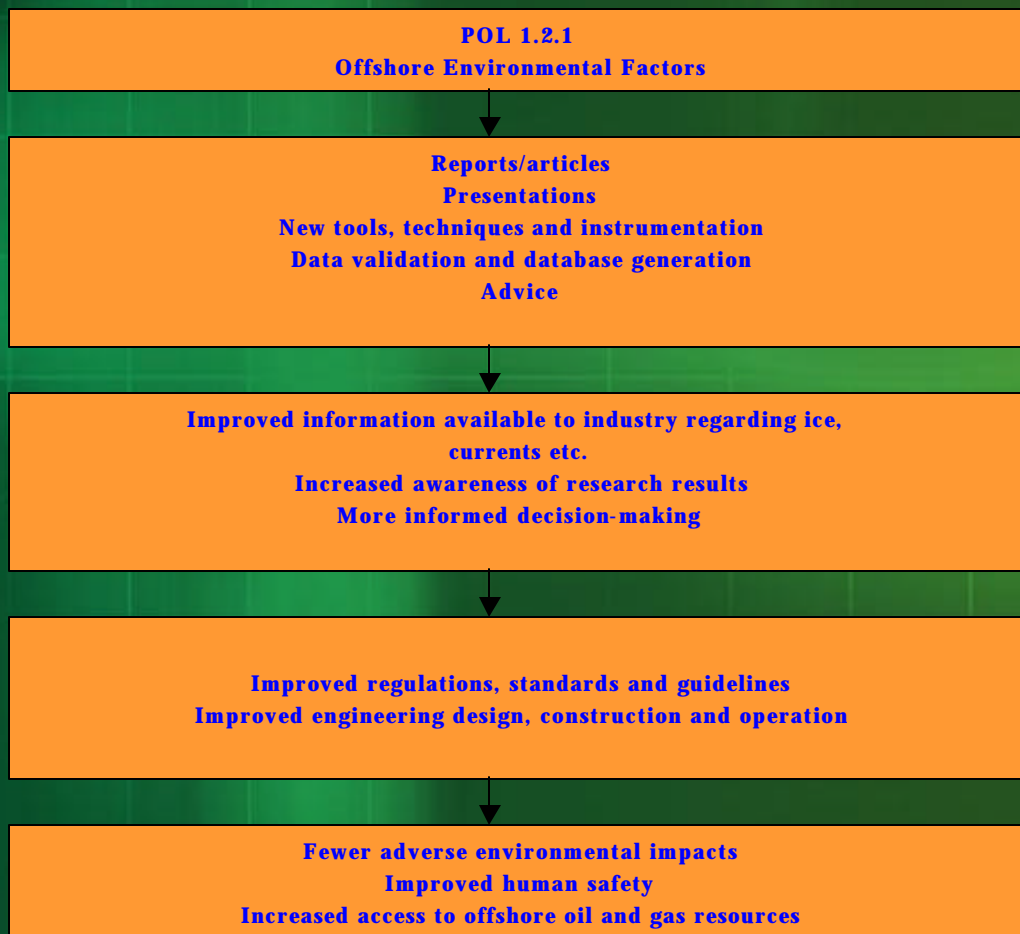 POL 1.2.1
Offshore Environmental Factors
Reports/articles
Presentations
New tools, techniques and instrumentation
Data validation and database generation
Advice
Improved information available to industry regarding ice,
currents etc.
Increased awareness of research results
More informed decision-making
Improved regulations, standards and guidelines
Improved engineering design, construction and operation
Fewer adverse environmental impacts
Improved human safety
Increased access to offshore oil and gas resources